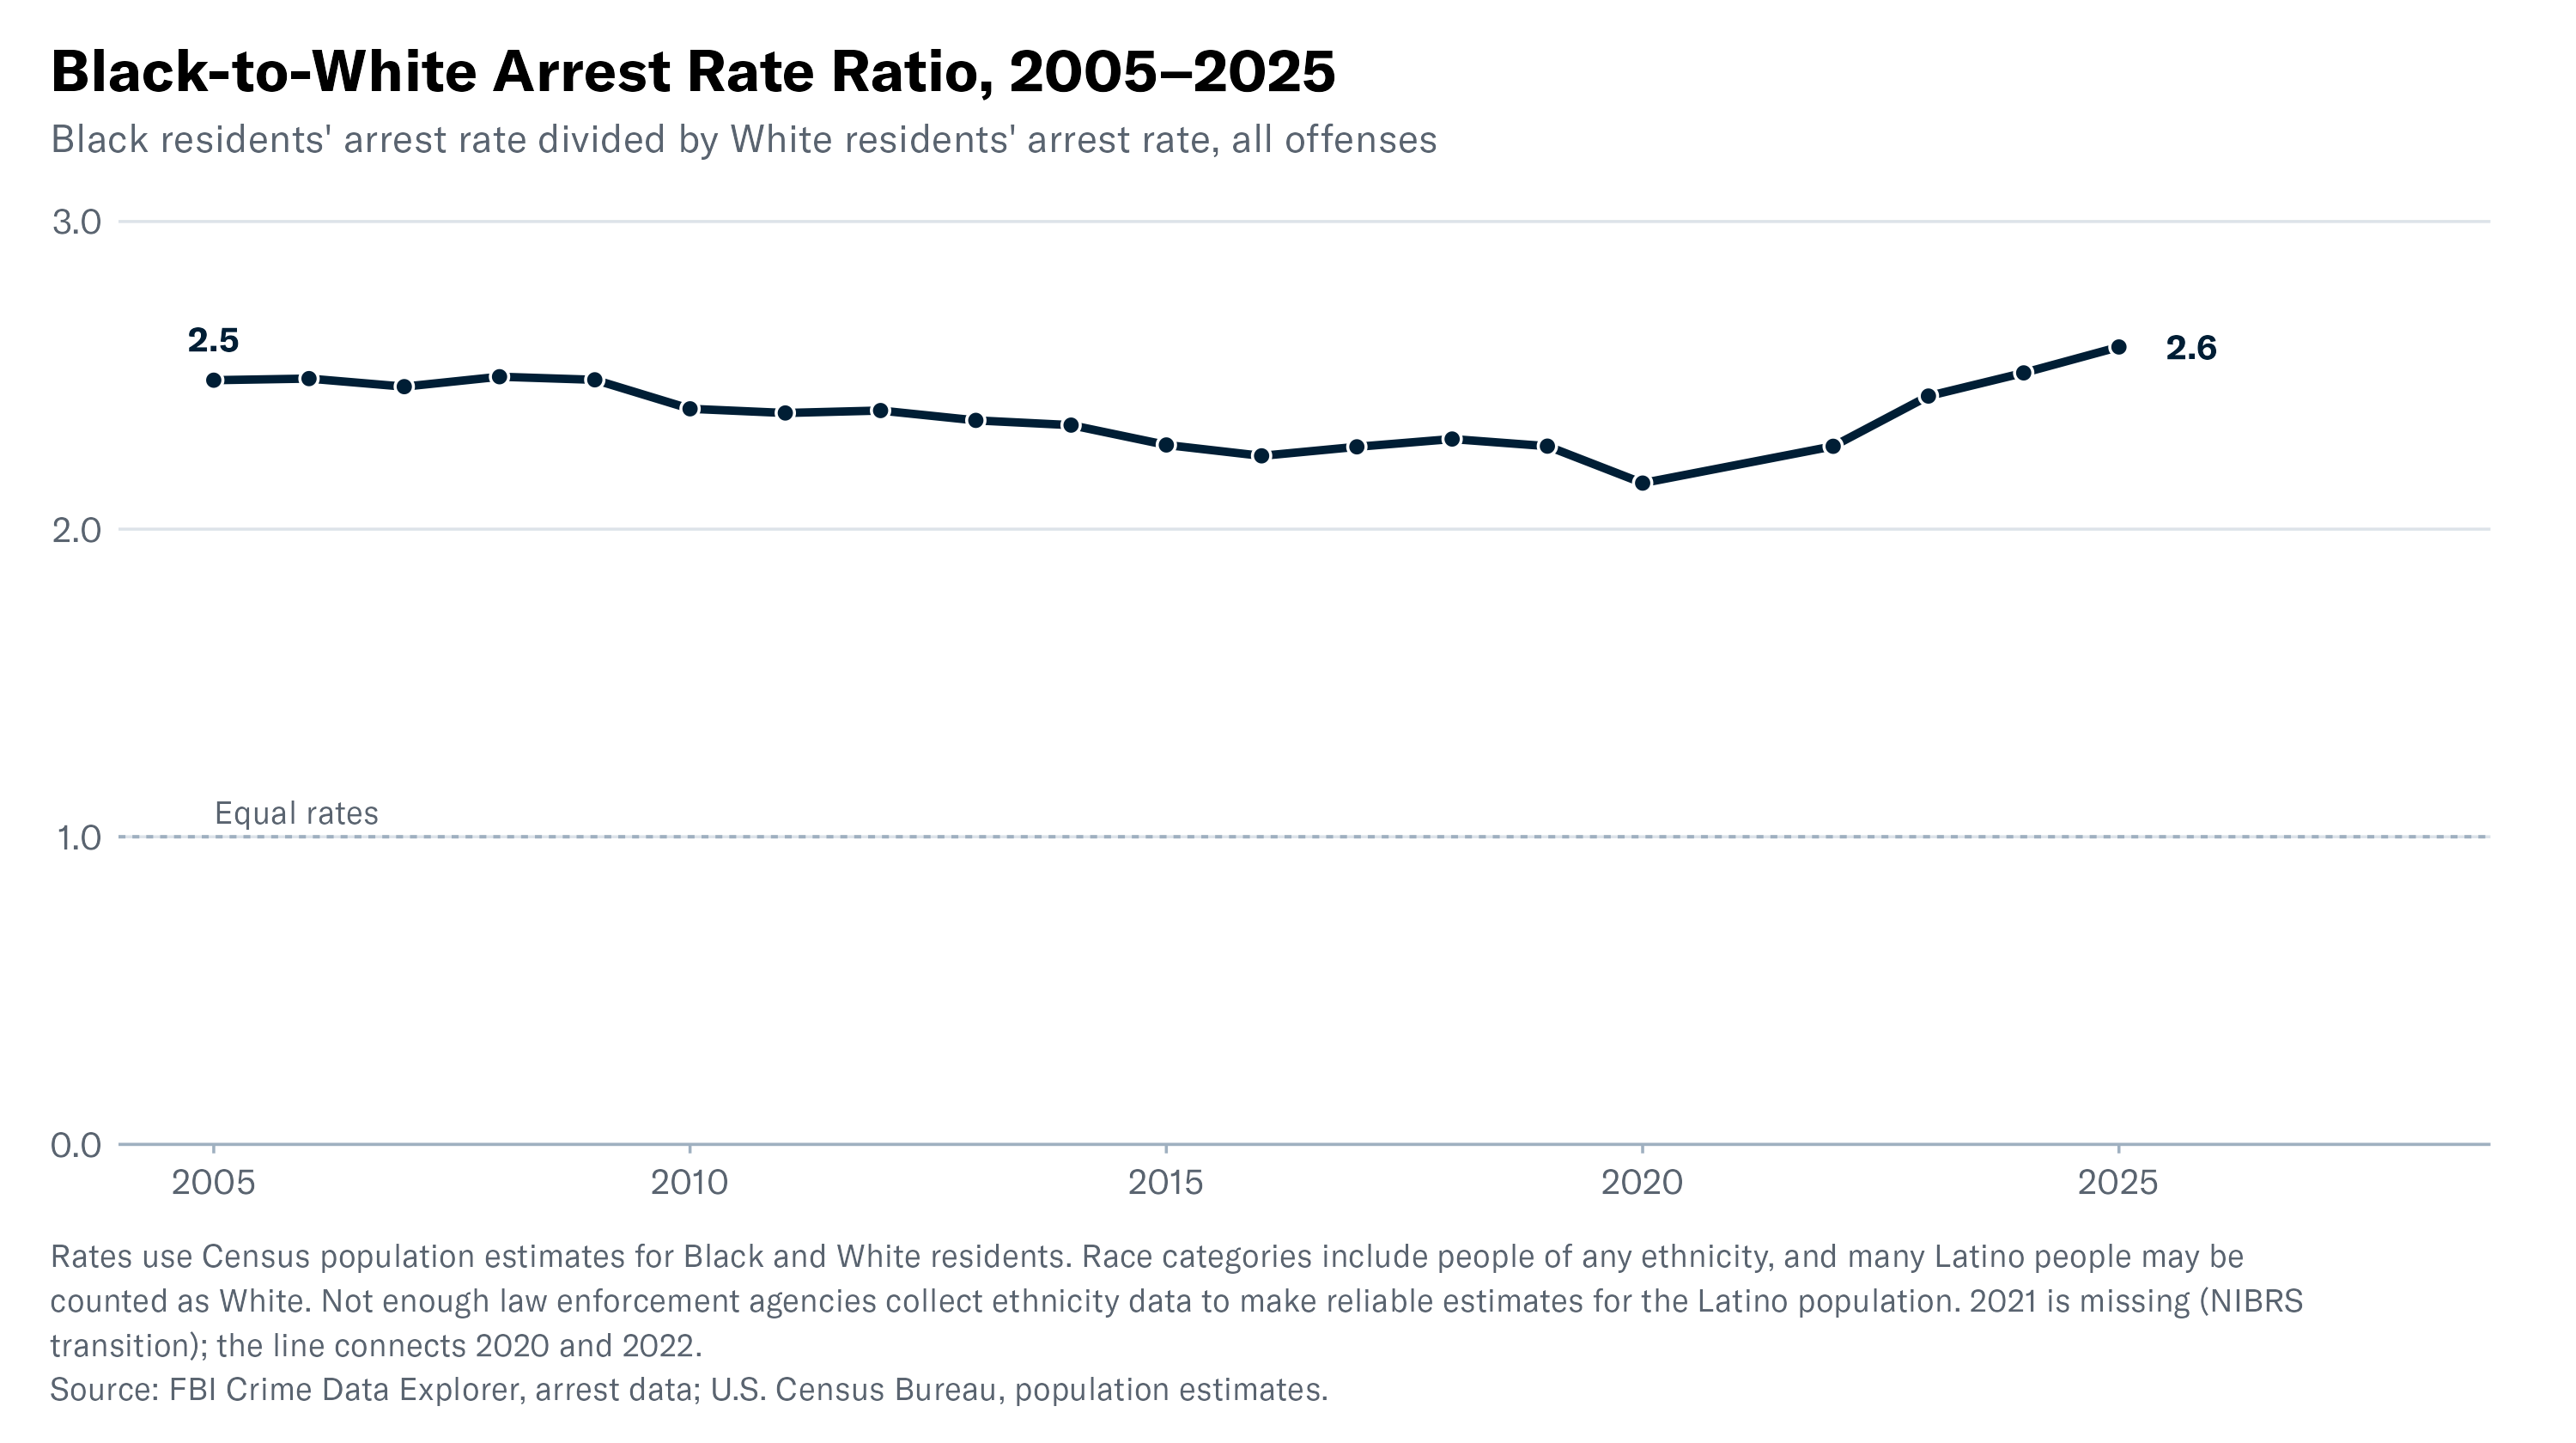 Black-to-White Arrest Rate Ratio, 2005–2025
Black residents' arrest rate divided by White residents' arrest rate, all offenses
3.0
2.5
2.6
2.0
Equal rates
1.0
0.0
2005 2010 2015 2020 2025
Rates use Census population estimates for Black and White residents. Race categories include people of any ethnicity, and many Latino people may be
counted as White. Not enough law enforcement agencies collect ethnicity data to make reliable estimates for the Latino population. 2021 is missing (NIBRS
transition); the line connects 2020 and 2022.
Source: FBI Crime Data Explorer, arrest data; U.S. Census Bureau, population estimates.